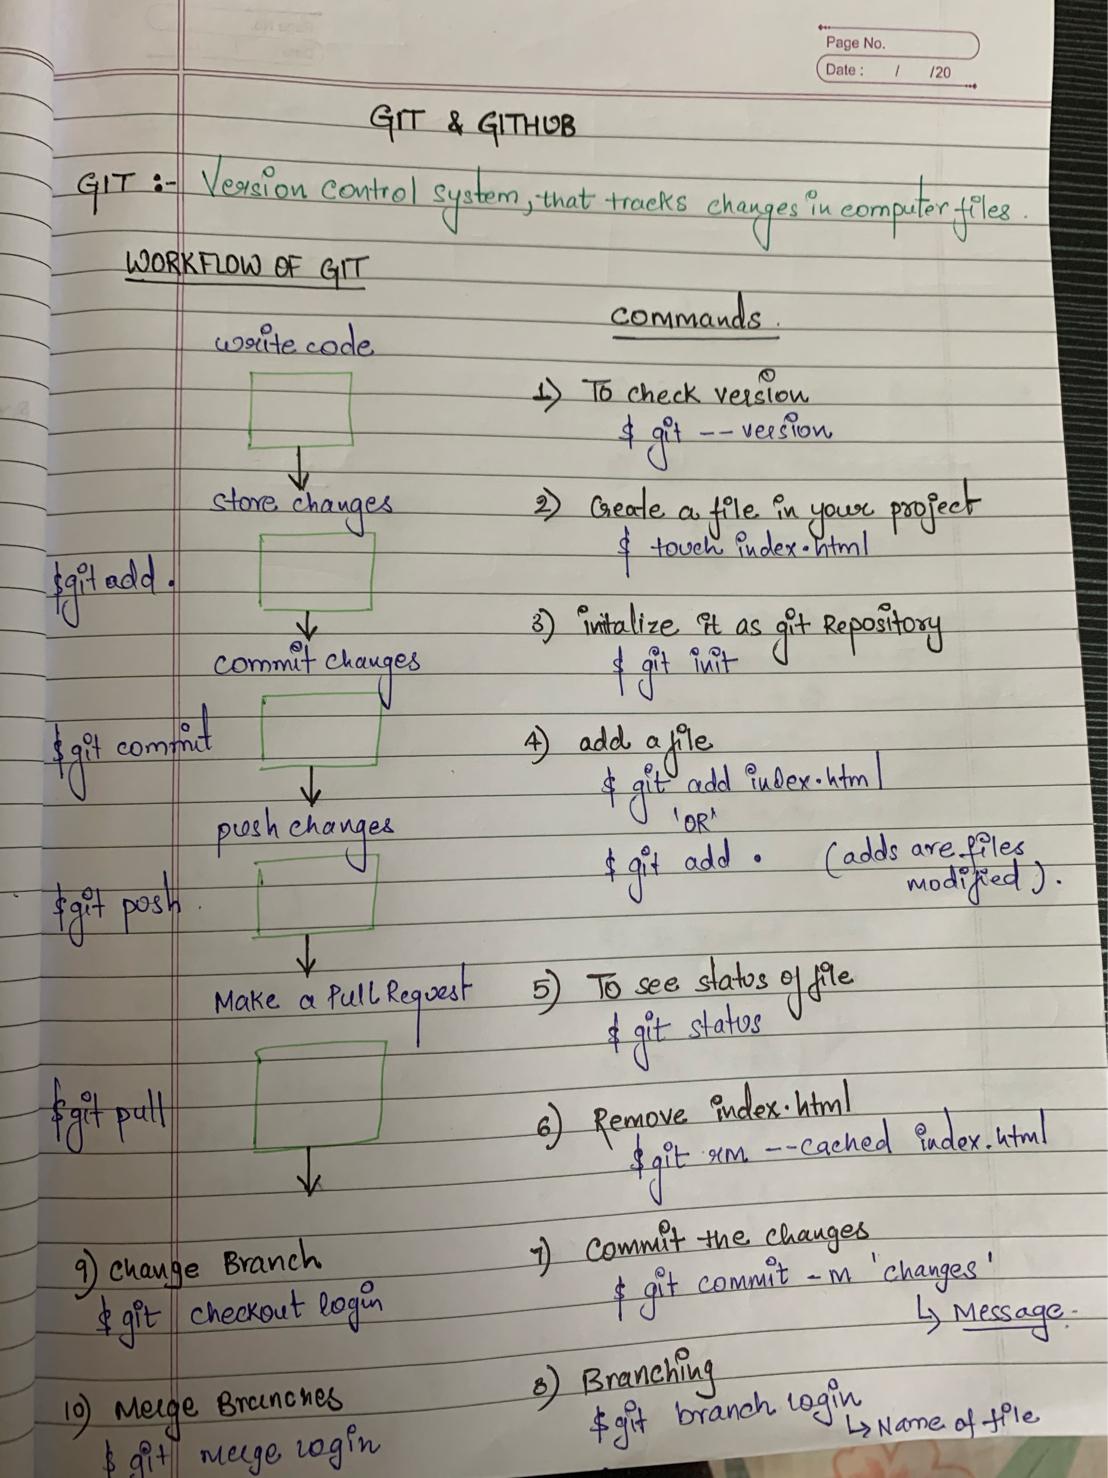 Page No.
Date : / /20
GIT & GITHUB
GIT :- Version control system, that tracks changes in computer files.
WORKFLOW OF GIT
write code
store changes
$git add .
commit changes
$git commit
push changes
$git push.
Make a Pull Request
$git pull
commands.
1) To check version
$ git --version
2) Create a file in your project
$ touch index.html
3) initalize it as git Repository
$ git init
4) add a file
$ git add index.html
'OR'
$ git add . (adds are files
modified).
5) To see status of file
$ git status
6) Remove index.html
$git rm --cached index.html
7) Commit the changes
$ git commit -m 'changes'
↳ Message.
8) Branching
$git branch login
↳ Name of file
9) Change Branch
$ git checkout login
10) Merge Branches
$ git merge login